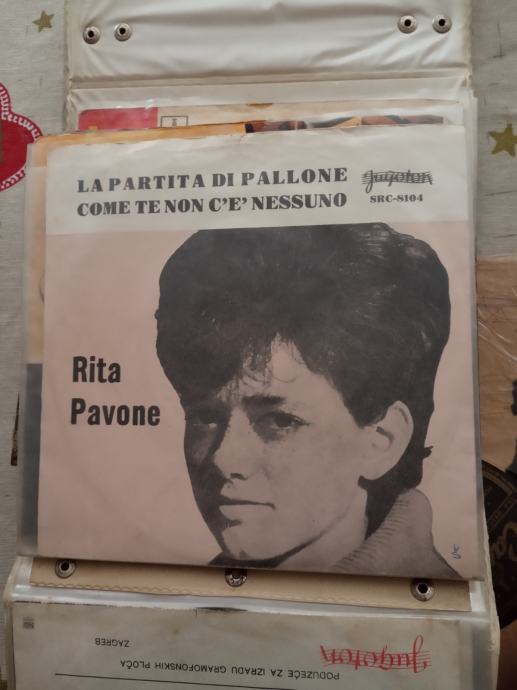 LA PARTITA DI PALLONE
COME TE NON C'E' NESSUNO
Jugoton
SRC-8104
Rita
Pavone
Jugoton
PODUZEĆE ZA IZRADU GRAMOFONSKIH PLOČA
ZAGREB